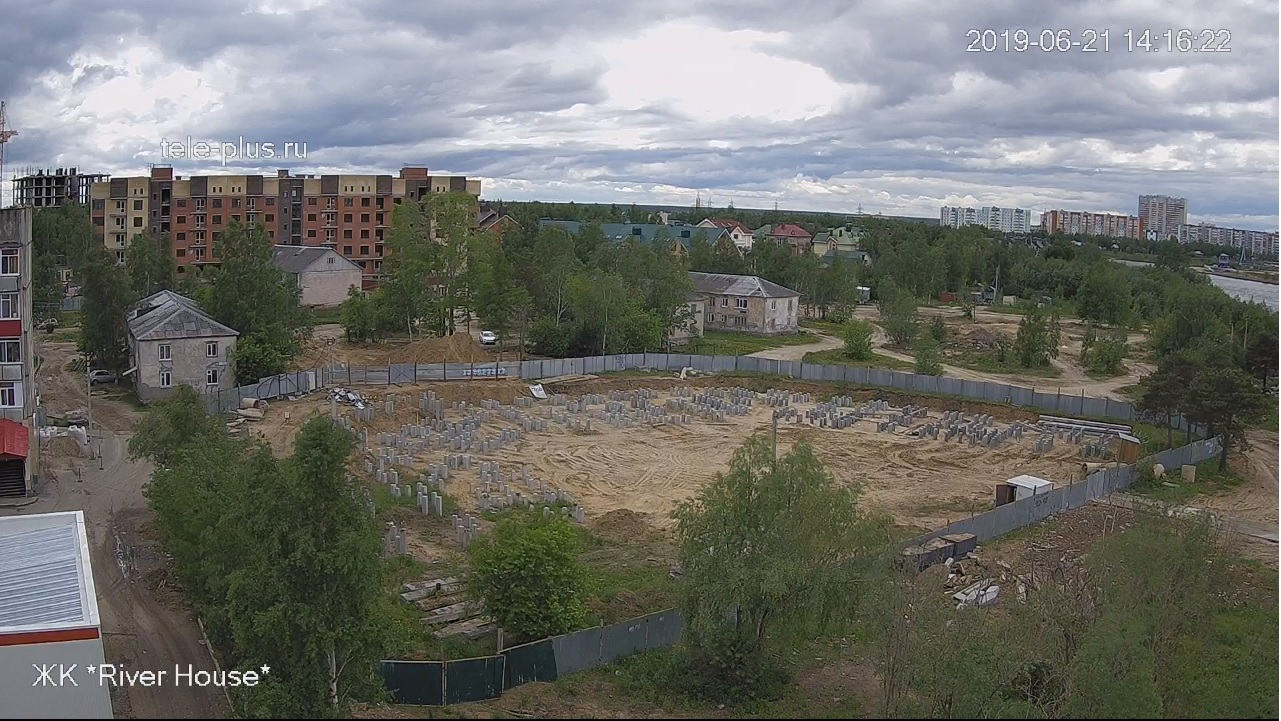 2019-06-21 14:16:22
tele-plus.ru
ЖК *River House*